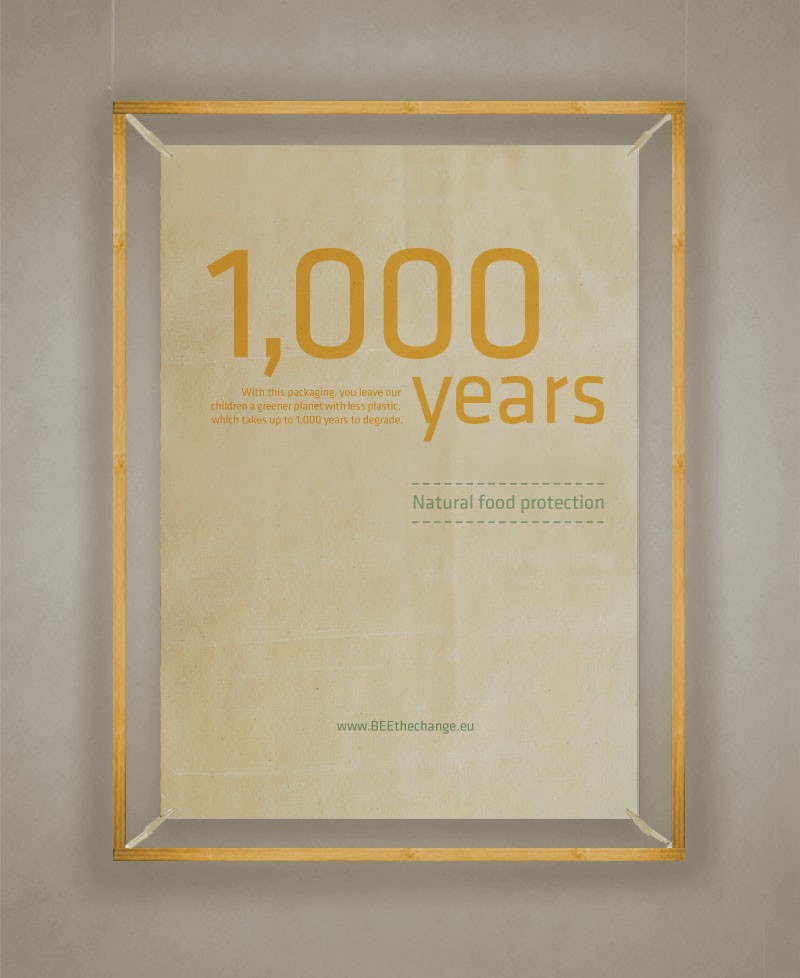 1,000
years
With this packaging, you leave our
children a greener planet with less plastic,
which takes up to 1,000 years to degrade.
Natural food protection
www.BEEthechange.eu